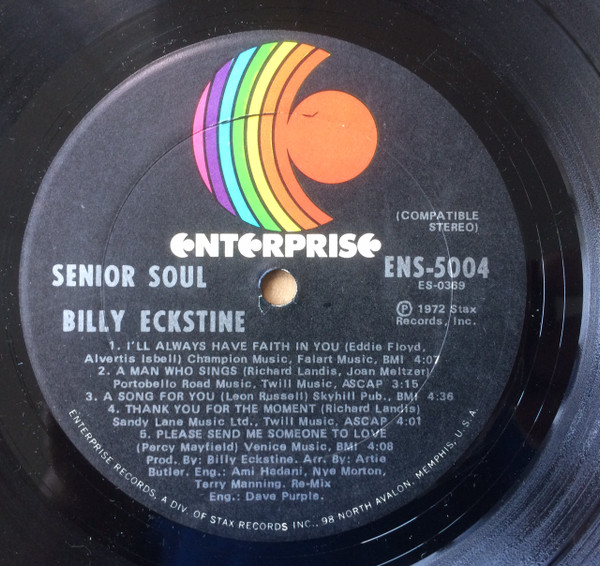 ENTERPRISE
(COMPATIBLE
STEREO)
SENIOR SOUL
ENS-5004
ES-0369
BILLY ECKSTINE
℗ 1972 Stax
Records, Inc.
1. I'LL ALWAYS HAVE FAITH IN YOU (Eddie Floyd,
Alvertis Isbell) Champion Music, Falart Music, BMI 4:07
2. A MAN WHO SINGS (Richard Landis, Joan Meltzer)
Portobello Road Music, Twill Music, ASCAP 3:15
3. A SONG FOR YOU (Leon Russell) Skyhill Pub., BMI 4:36
4. THANK YOU FOR THE MOMENT (Richard Landis)
Sandy Lane Music Ltd., Twill Music, ASCAP 4:01
5. PLEASE SEND ME SOMEONE TO LOVE
(Percy Mayfield) Venice Music, BMI 4:08
Prod. By: Billy Eckstine. Arr. By: Artie
Butler. Eng.: Ami Hadani, Nye Morton,
Terry Manning. Re-Mix
Eng.: Dave Purple.
ENTERPRISE RECORDS, A DIV. OF STAX RECORDS INC., 98 NORTH AVALON, MEMPHIS, U.S.A.